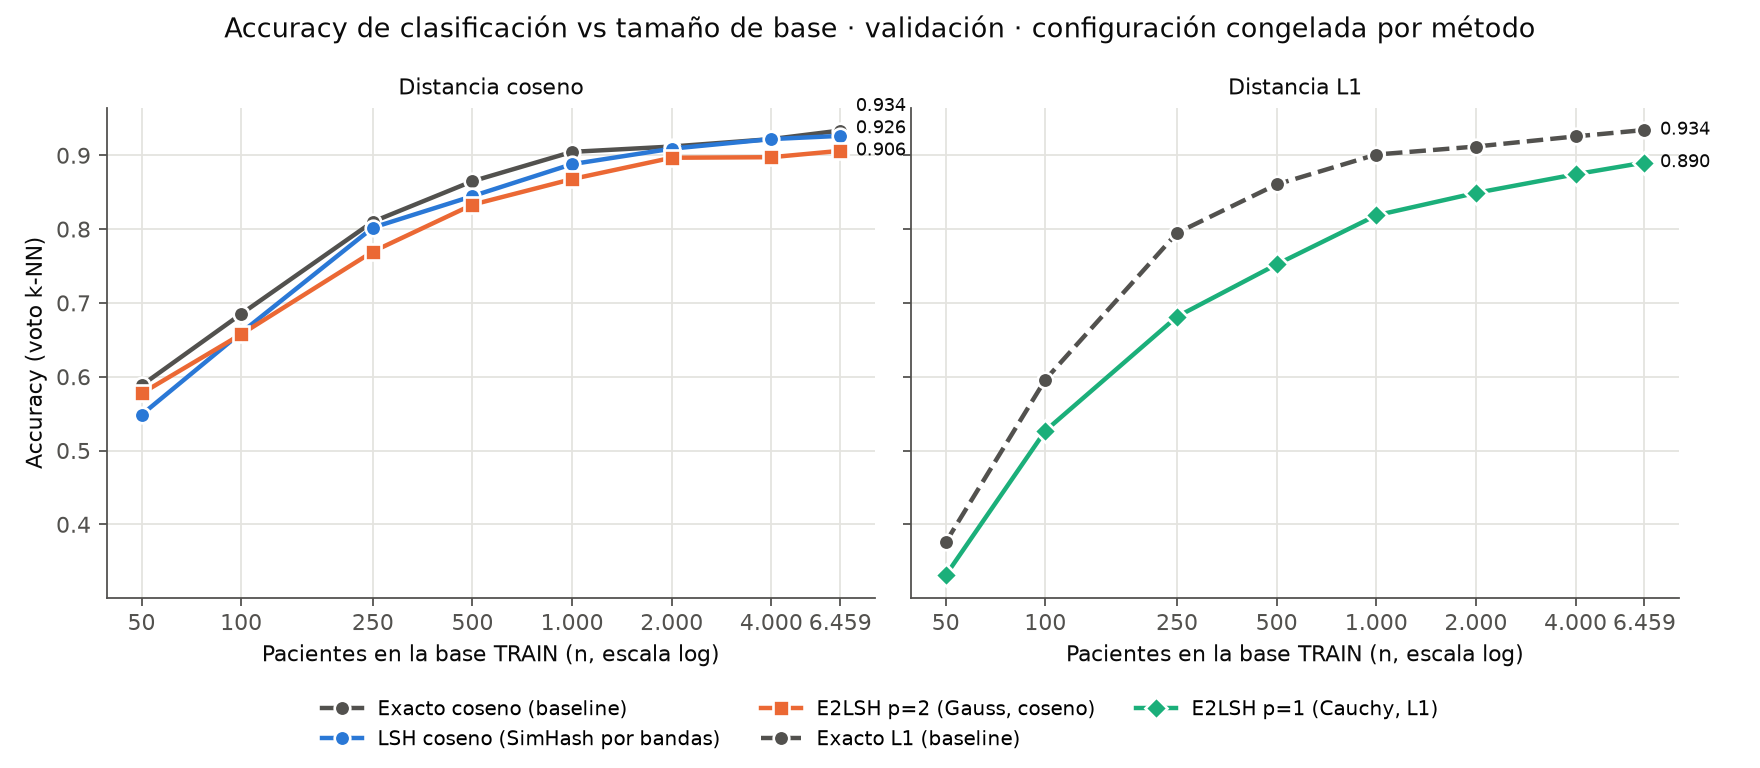 Accuracy de clasificación vs tamaño de base · validación · configuración congelada por método
Distancia coseno
Distancia L1
Accuracy (voto k-NN)
0.9
0.8
0.7
0.6
0.5
0.4
0.934
0.926
0.906
0.934
0.890
50 100 250 500 1.000 2.000 4.000 6.459
50 100 250 500 1.000 2.000 4.000 6.459
Pacientes en la base TRAIN (n, escala log)
Pacientes en la base TRAIN (n, escala log)
Exacto coseno (baseline)
LSH coseno (SimHash por bandas)
E2LSH p=2 (Gauss, coseno)
Exacto L1 (baseline)
E2LSH p=1 (Cauchy, L1)